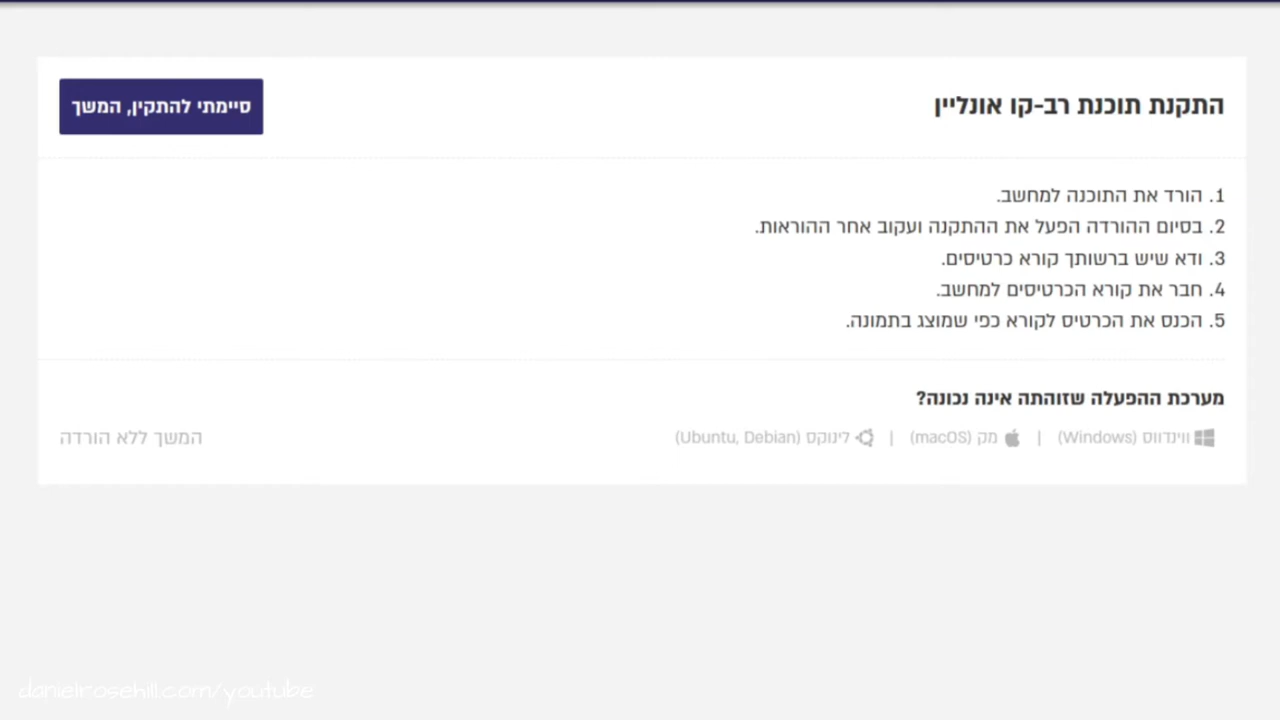 התקנת תוכנת רב-קו אונליין
סיימתי להתקין, המשך
1. הורד את התוכנה למחשב.
2. בסיום ההורדה הפעל את ההתקנה ועקוב אחר ההוראות.
3. ודא שיש ברשותך קורא כרטיסים.
4. חבר את קורא הכרטיסים למחשב.
5. הכנס את הכרטיס לקורא כפי שמוצג בתמונה.
מערכת ההפעלה שזוהתה אינה נכונה?
ווינדווס (Windows) | מק (macOS) | לינוקס (Ubuntu, Debian)
המשך ללא הורדה
danielrosehill.com/youtube